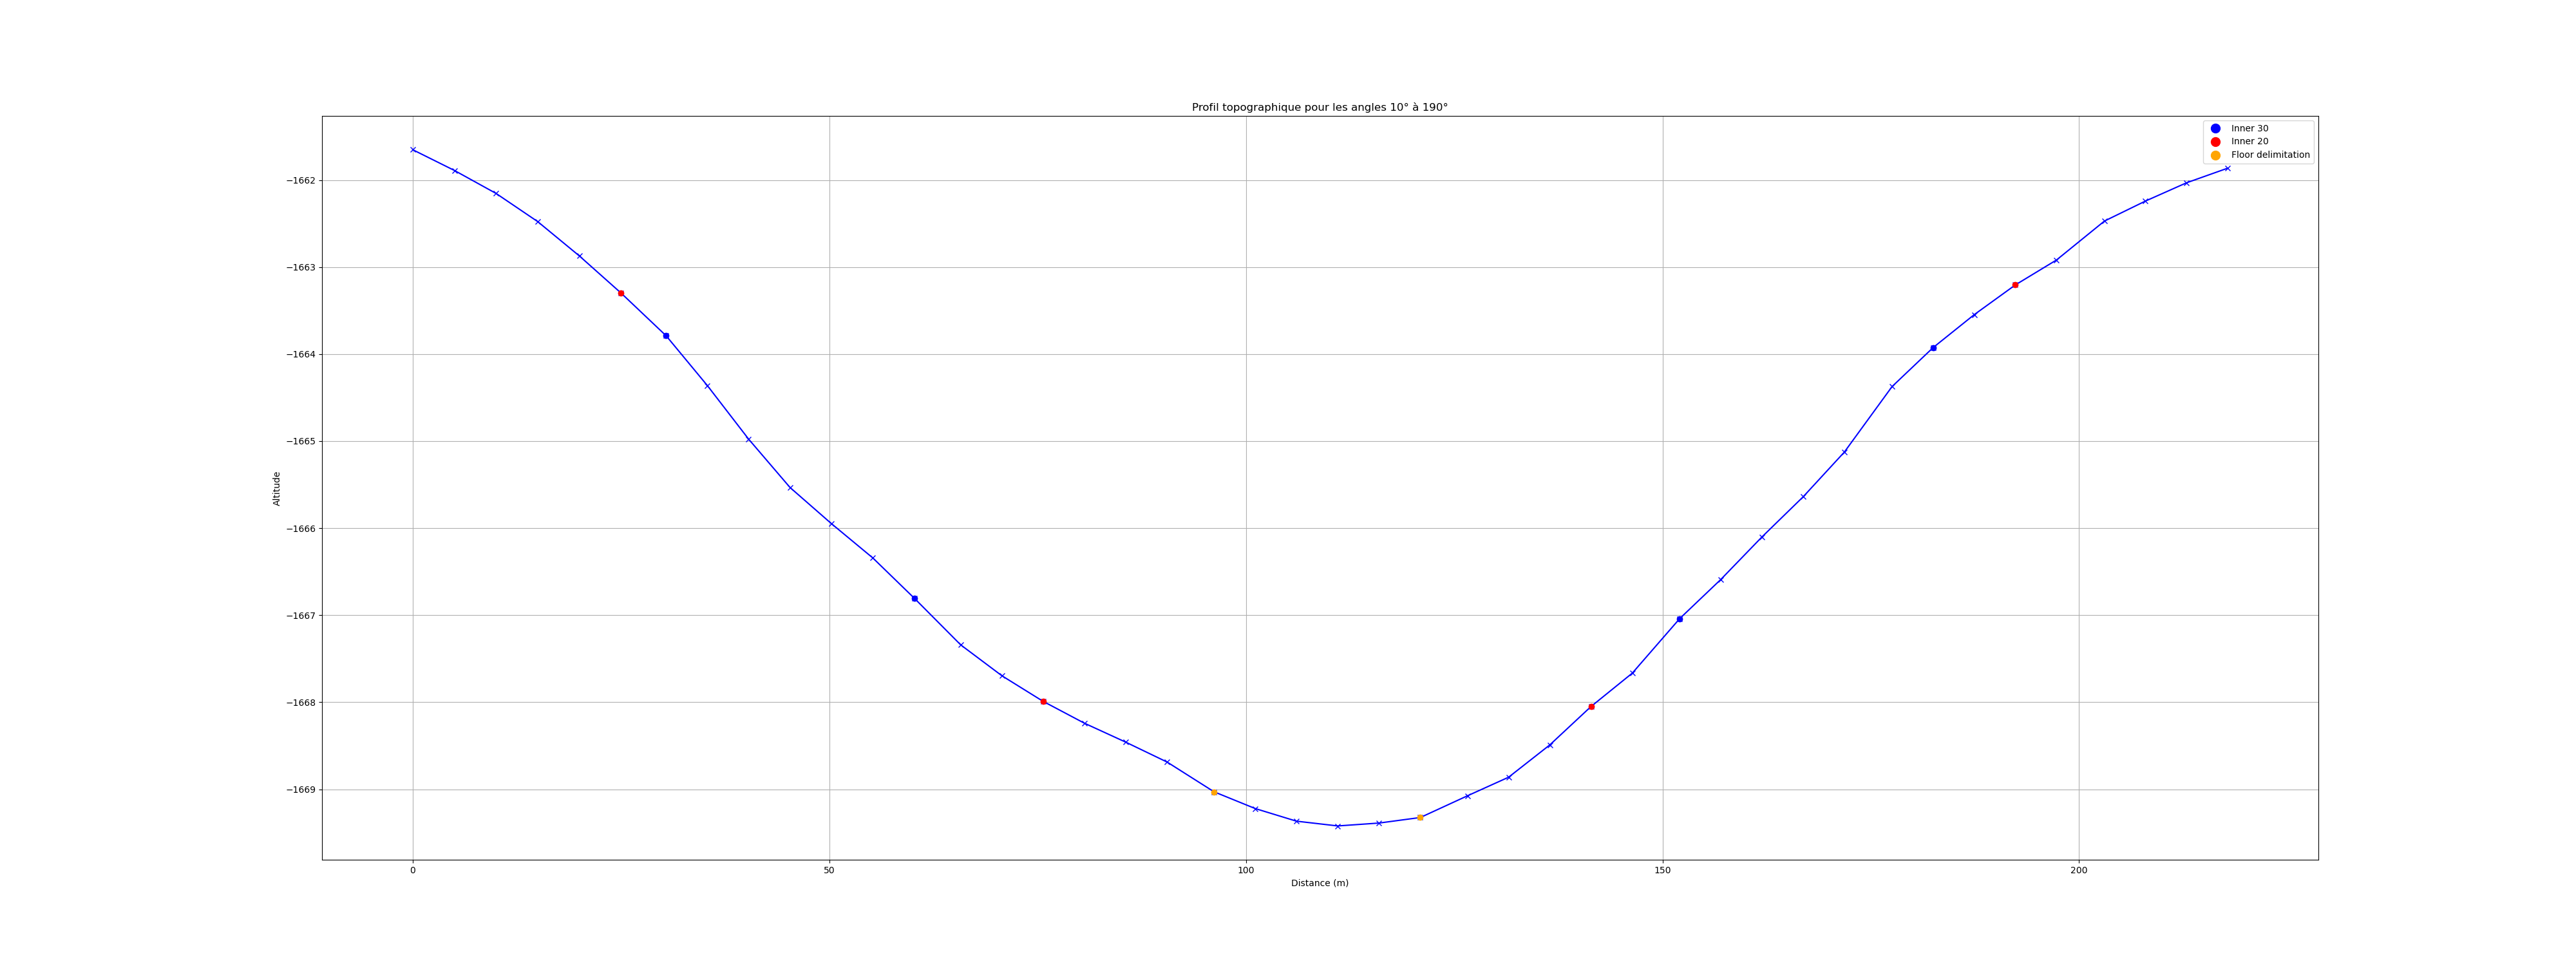 Profil topographique pour les angles 10° à 190°
Inner 30
Inner 20
Floor delimitation
−1662
−1663
−1664
−1665
−1666
−1667
−1668
−1669
Altitude
0
50
100
150
200
Distance (m)